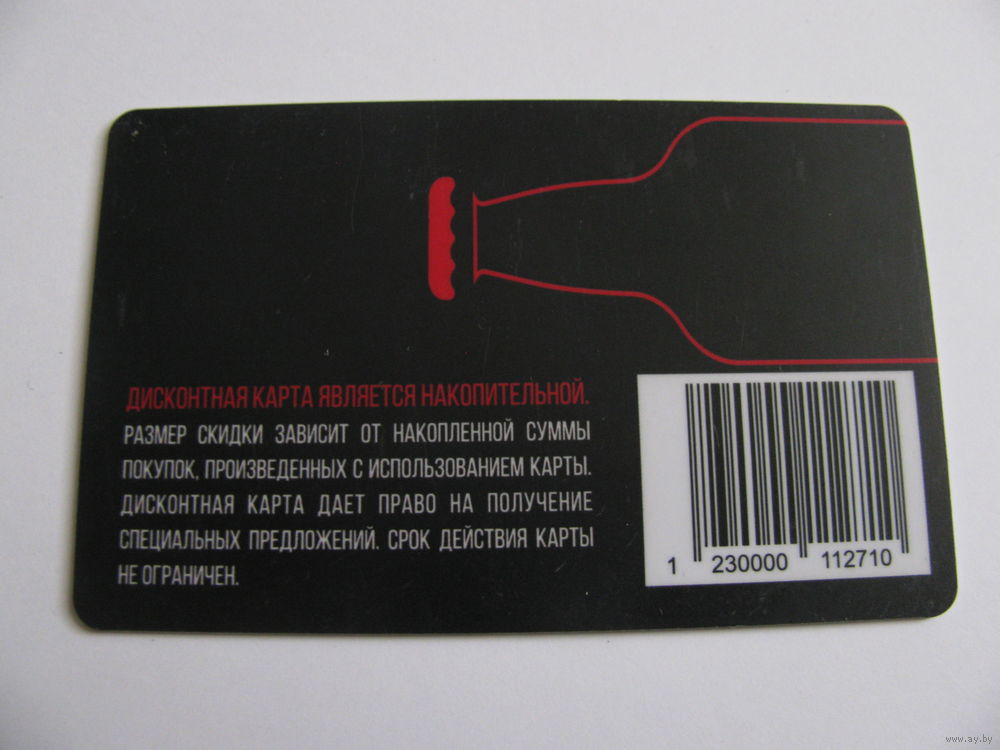 ДИСКОНТНАЯ КАРТА ЯВЛЯЕТСЯ НАКОПИТЕЛЬНОЙ.
РАЗМЕР СКИДКИ ЗАВИСИТ ОТ НАКОПЛЕННОЙ СУММЫ
ПОКУПОК, ПРОИЗВЕДЕННЫХ С ИСПОЛЬЗОВАНИЕМ КАРТЫ.
ДИСКОНТНАЯ КАРТА ДАЕТ ПРАВО НА ПОЛУЧЕНИЕ
СПЕЦИАЛЬНЫХ ПРЕДЛОЖЕНИЙ. СРОК ДЕЙСТВИЯ КАРТЫ
НЕ ОГРАНИЧЕН.
1 230000 112710
www.ay.by